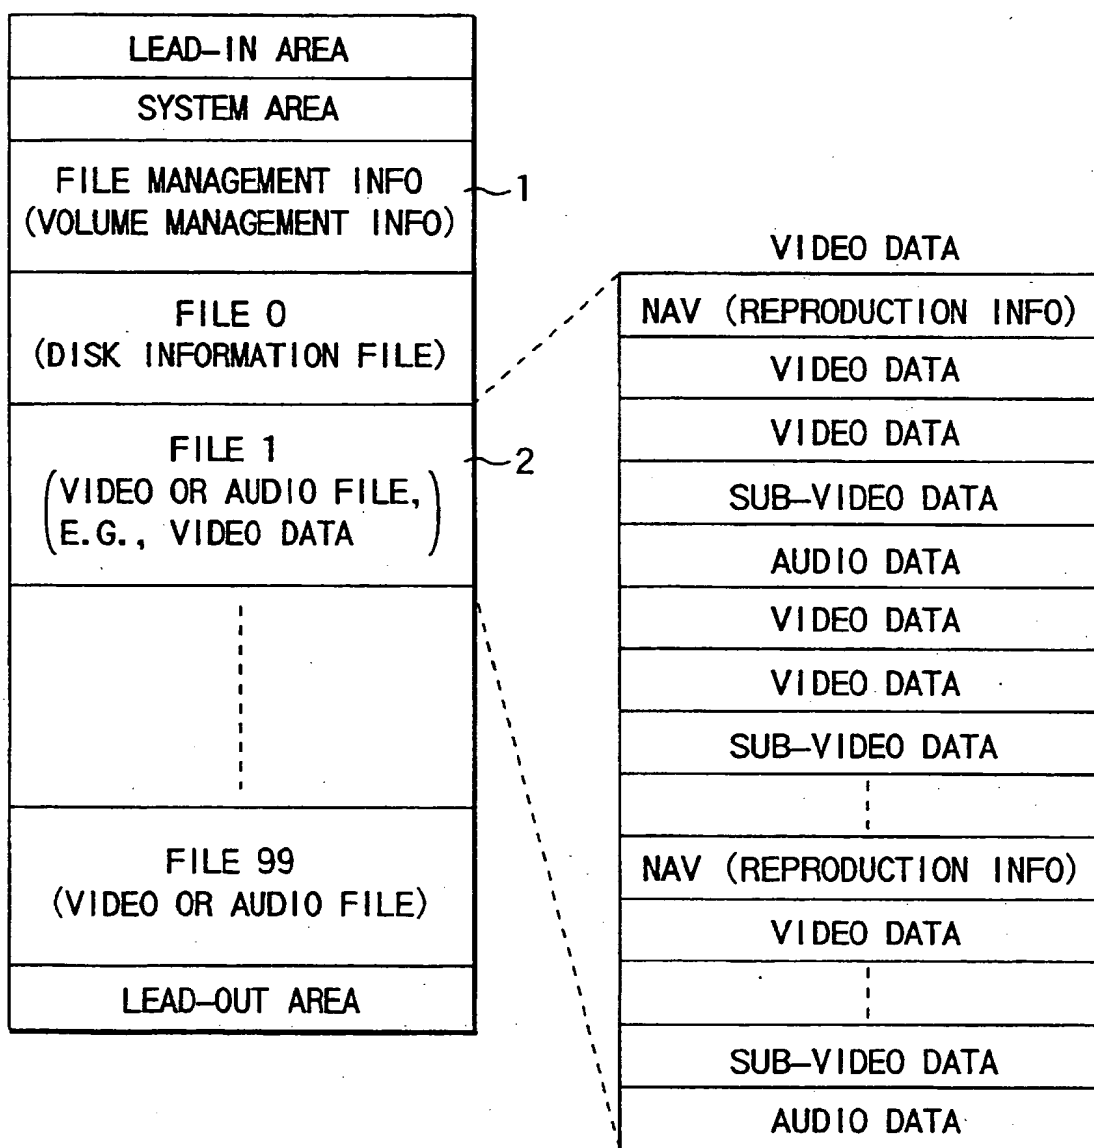 LEAD-IN AREA
SYSTEM AREA
FILE MANAGEMENT INFO
(VOLUME MANAGEMENT INFO)
1
FILE 0
(DISK INFORMATION FILE)
FILE 1
(VIDEO OR AUDIO FILE,
E.G., VIDEO DATA)
2
FILE 99
(VIDEO OR AUDIO FILE)
LEAD-OUT AREA
VIDEO DATA
NAV (REPRODUCTION INFO)
VIDEO DATA
VIDEO DATA
SUB-VIDEO DATA
AUDIO DATA
VIDEO DATA
VIDEO DATA
SUB-VIDEO DATA
NAV (REPRODUCTION INFO)
VIDEO DATA
SUB-VIDEO DATA
AUDIO DATA